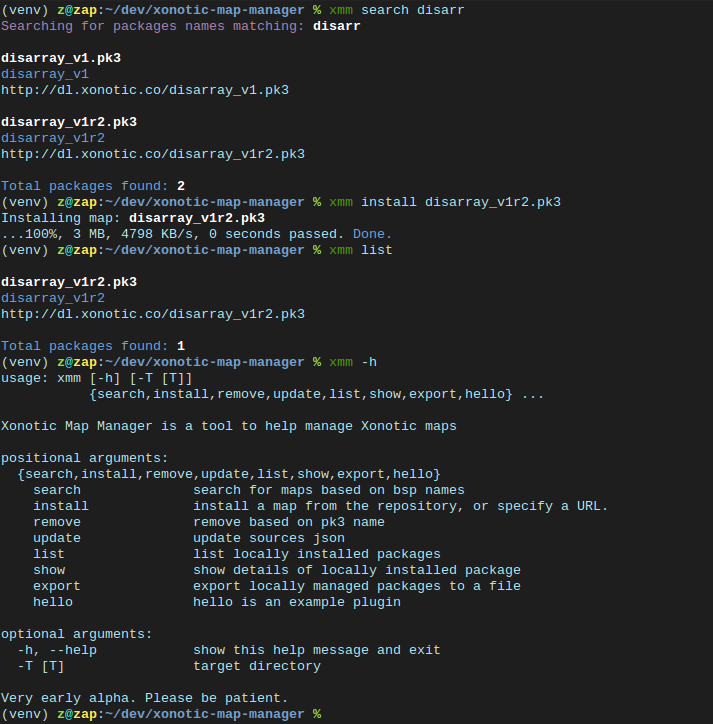 (venv) z@zap:~/dev/xonotic-map-manager % xmm search disarr
Searching for packages names matching: disarr
disarray_v1.pk3
disarray_v1
http://dl.xonotic.co/disarray_v1.pk3
disarray_v1r2.pk3
disarray_v1r2
http://dl.xonotic.co/disarray_v1r2.pk3
Total packages found: 2
(venv) z@zap:~/dev/xonotic-map-manager % xmm install disarray_v1r2.pk3
Installing map: disarray_v1r2.pk3
...100%, 3 MB, 4798 KB/s, 0 seconds passed. Done.
(venv) z@zap:~/dev/xonotic-map-manager % xmm list
disarray_v1r2.pk3
disarray_v1r2
http://dl.xonotic.co/disarray_v1r2.pk3
Total packages found: 1
(venv) z@zap:~/dev/xonotic-map-manager % xmm -h
usage: xmm [-h] [-T [T]]
           {search,install,remove,update,list,show,export,hello} ...
Xonotic Map Manager is a tool to help manage Xonotic maps
positional arguments:
  {search,install,remove,update,list,show,export,hello}
    search              search for maps based on bsp names
    install             install a map from the repository, or specify a URL.
    remove              remove based on pk3 name
    update              update sources json
    list                list locally installed packages
    show                show details of locally installed package
    export              export locally managed packages to a file
    hello               hello is an example plugin
optional arguments:
  -h, --help            show this help message and exit
  -T [T]                target directory
Very early alpha. Please be patient.
(venv) z@zap:~/dev/xonotic-map-manager %